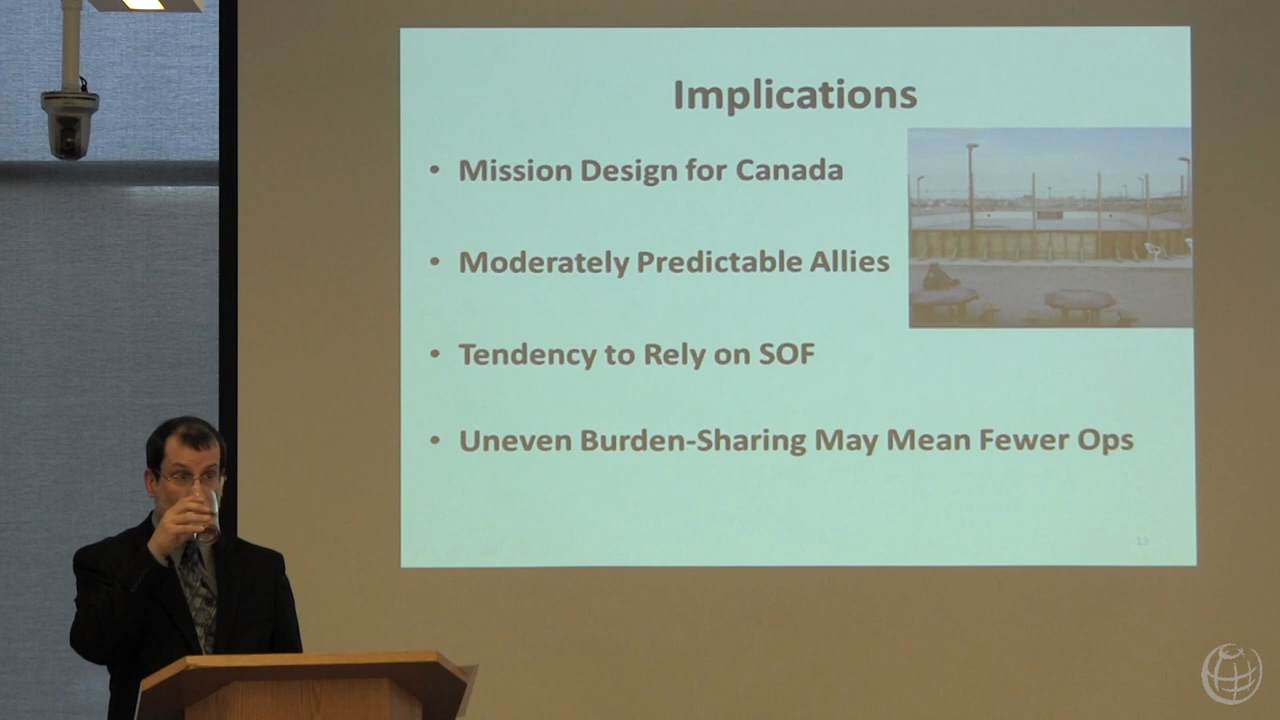 Implications
• Mission Design for Canada
• Moderately Predictable Allies
• Tendency to Rely on SOF
• Uneven Burden-Sharing May Mean Fewer Ops
13